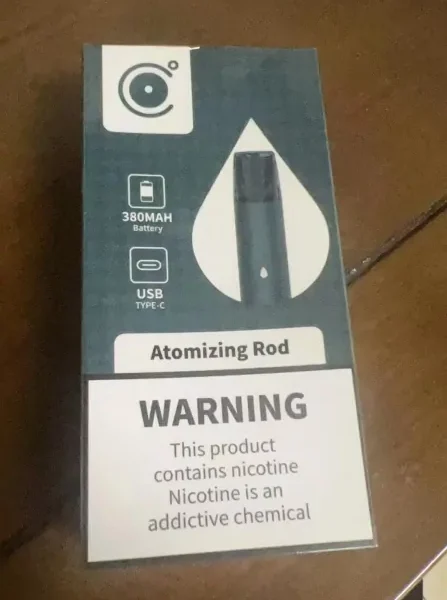 380MAH
Battery
USB
TYPE-C
Atomizing Rod
WARNING
This product
contains nicotine
Nicotine is an
addictive chemical